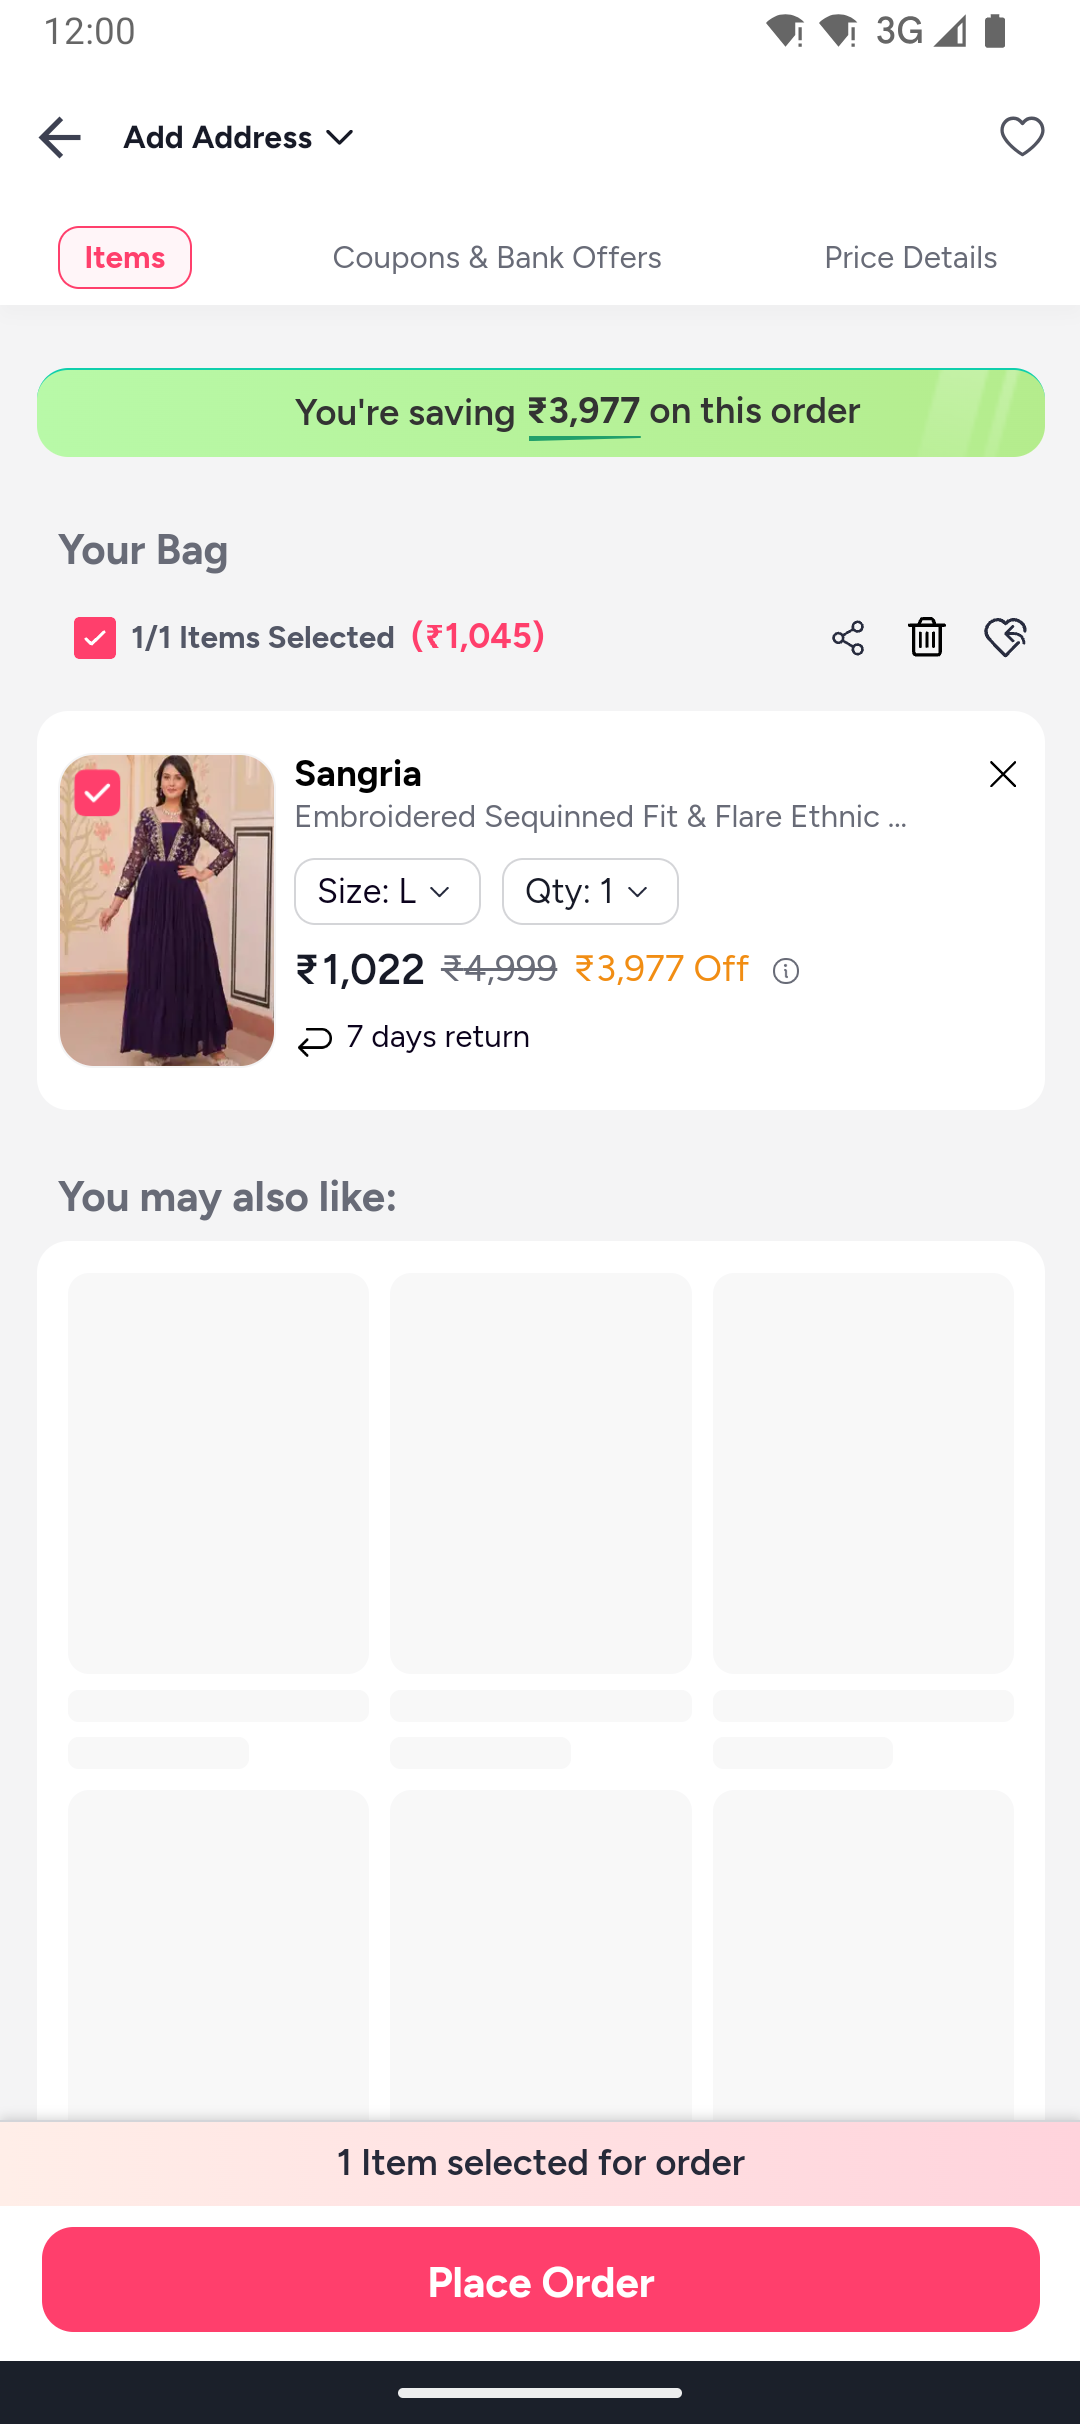 12:00
3G
Add Address
Items
Coupons & Bank Offers
Price Details
You're saving ₹3,977 on this order
Your Bag
1/1 Items Selected (₹1,045)
Sangria
Embroidered Sequinned Fit & Flare Ethnic ...
Size: L
Qty: 1
₹1,022 ₹4,999 ₹3,977 Off
7 days return
You may also like:
1 Item selected for order
Place Order